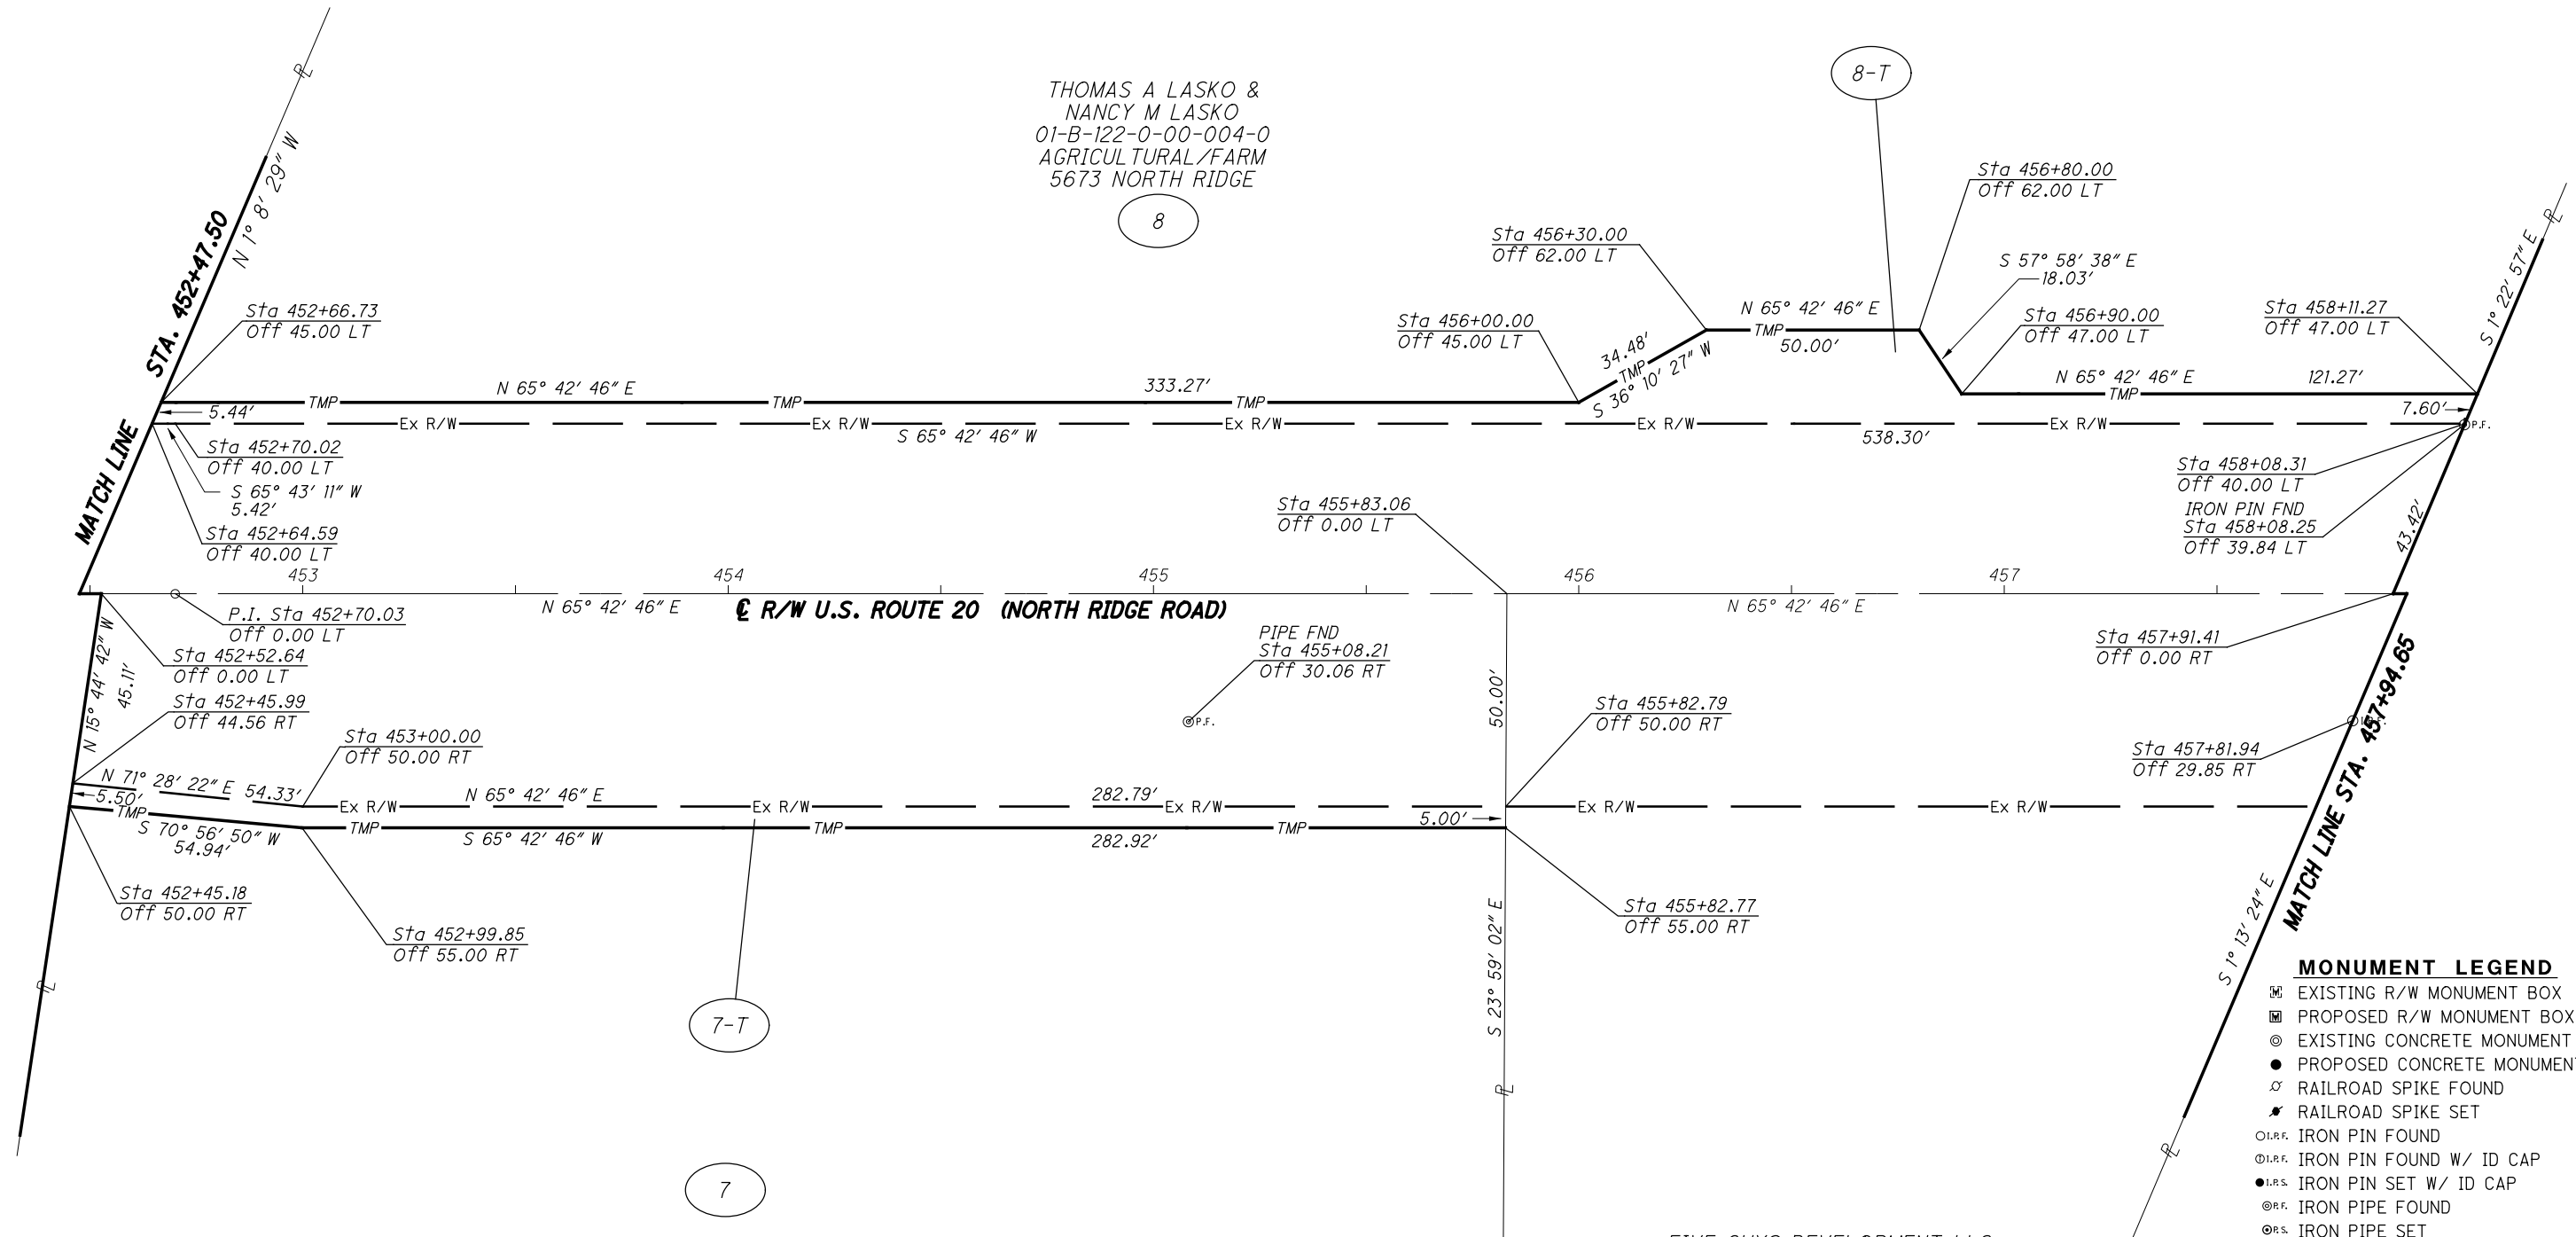 THOMAS A LASKO &
NANCY M LASKO
01-B-122-0-00-004-0
AGRICULTURAL/FARM
5673 NORTH RIDGE
8
8-T
PL
N 1° 8' 29" W
STA. 452+47.50
MATCH LINE
Sta 452+66.73
Off 45.00 LT
TMP
N 65° 42' 46" E
TMP
333.27'
TMP
Sta 456+00.00
Off 45.00 LT
Sta 456+30.00
Off 62.00 LT
34.48'
TMP
S 36° 10' 27" W
N 65° 42' 46" E
TMP
50.00'
Sta 456+80.00
Off 62.00 LT
S 57° 58' 38" E
18.03'
Sta 456+90.00
Off 47.00 LT
N 65° 42' 46" E
TMP
121.27'
Sta 458+11.27
Off 47.00 LT
S 1° 22' 57" E
PL
7.60'
P.F.
5.44'
Ex R/W
Ex R/W
S 65° 42' 46" W
Ex R/W
Ex R/W
538.30'
Ex R/W
Sta 452+70.02
Off 40.00 LT
S 65° 43' 11" W
5.42'
Sta 452+64.59
Off 40.00 LT
Sta 458+08.31
Off 40.00 LT
IRON PIN FND
Sta 458+08.25
Off 39.84 LT
43.42'
Sta 455+83.06
Off 0.00 LT
453
454
455
456
457
N 65° 42' 46" E
℄ R/W U.S. ROUTE 20 (NORTH RIDGE ROAD)
N 65° 42' 46" E
P.I. Sta 452+70.03
Off 0.00 LT
Sta 452+52.64
Off 0.00 LT
N 15° 44' 42" W
45.11'
Sta 452+45.99
Off 44.56 RT
PIPE FND
Sta 455+08.21
Off 30.06 RT
P.F.
Sta 457+91.41
Off 0.00 RT
50.00'
Sta 455+82.79
Off 50.00 RT
Sta 457+81.94
Off 29.85 RT
MATCH LINE STA. 457+94.65
Sta 453+00.00
Off 50.00 RT
N 71° 28' 22" E 54.33'
5.50'
TMP
S 70° 56' 50" W
54.94'
Ex R/W
N 65° 42' 46" E
Ex R/W
282.79'
Ex R/W
Ex R/W
Ex R/W
TMP
S 65° 42' 46" W
TMP
282.92'
TMP
5.00'
Sta 452+45.18
Off 50.00 RT
Sta 452+99.85
Off 55.00 RT
Sta 455+82.77
Off 55.00 RT
S 23° 59' 02" E
PL
S 1° 13' 24" E
PL
PL
7-T
7
MONUMENT LEGEND
EXISTING R/W MONUMENT BOX
PROPOSED R/W MONUMENT BOX
EXISTING CONCRETE MONUMENT
PROPOSED CONCRETE MONUMENT
RAILROAD SPIKE FOUND
RAILROAD SPIKE SET
I.P.F. IRON PIN FOUND
I.P.F. IRON PIN FOUND W/ ID CAP
I.P.S. IRON PIN SET W/ ID CAP
P.F. IRON PIPE FOUND
P.S. IRON PIPE SET